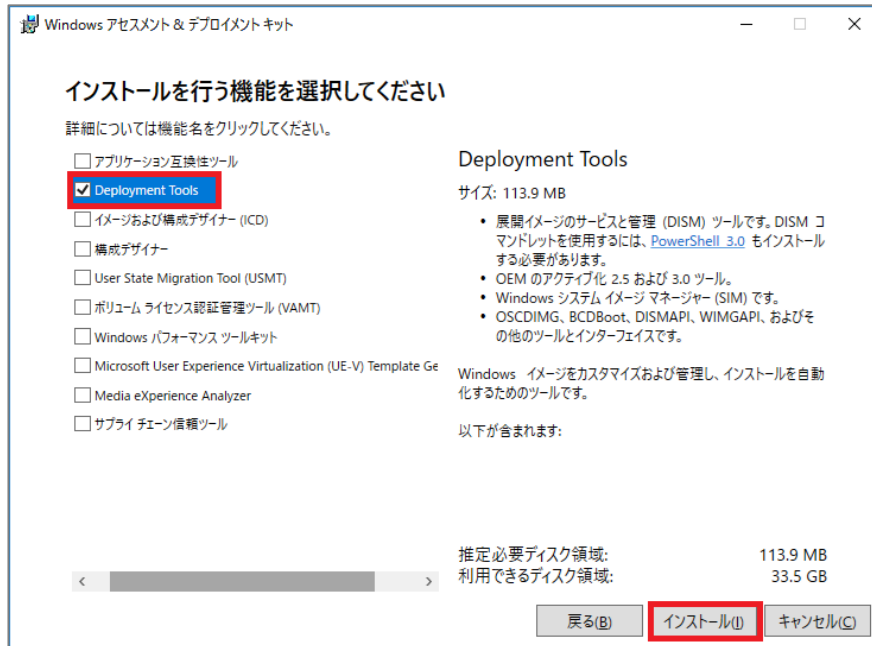 Windows アセスメント & デプロイメント キット
インストールを行う機能を選択してください
詳細については機能名をクリックしてください。
アプリケーション互換性ツール
Deployment Tools
イメージおよび構成デザイナー (ICD)
構成デザイナー
User State Migration Tool (USMT)
ボリューム ライセンス認証管理ツール (VAMT)
Windows パフォーマンス ツールキット
Microsoft User Experience Virtualization (UE-V) Template Ge
Media eXperience Analyzer
サプライ チェーン信頼ツール
Deployment Tools
サイズ: 113.9 MB
• 展開イメージのサービスと管理 (DISM) ツールです。DISM コ
マンドレットを使用するには、PowerShell 3.0 もインストール
する必要があります。
• OEM のアクティブ化 2.5 および 3.0 ツール。
• Windows システム イメージ マネージャー (SIM) です。
• OSCDIMG、BCDBoot、DISMAPI、WIMGAPI、およびそ
の他のツールとインターフェイスです。
Windows イメージをカスタマイズおよび管理し、インストールを自動
化するためのツールです。
以下が含まれます:
推定必要ディスク領域: 113.9 MB
利用できるディスク領域: 33.5 GB
戻る(B) インストール(I) キャンセル(C)